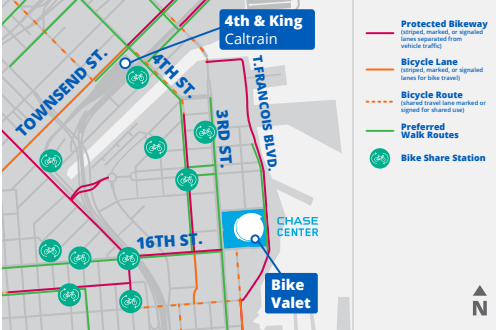 4th & King
Caltrain
TOWNSEND ST.
4TH ST.
3RD ST.
T.FRANCOIS BLVD.
16TH ST.
CHASE
CENTER
Bike
Valet
Protected Bikeway
(striped, marked, or signaled
lanes separated from
vehicle traffic)
Bicycle Lane
(striped, marked, or signaled
lanes for bike travel)
Bicycle Route
(shared travel lane marked or
signed for shared use)
Preferred
Walk Routes
Bike Share Station
N